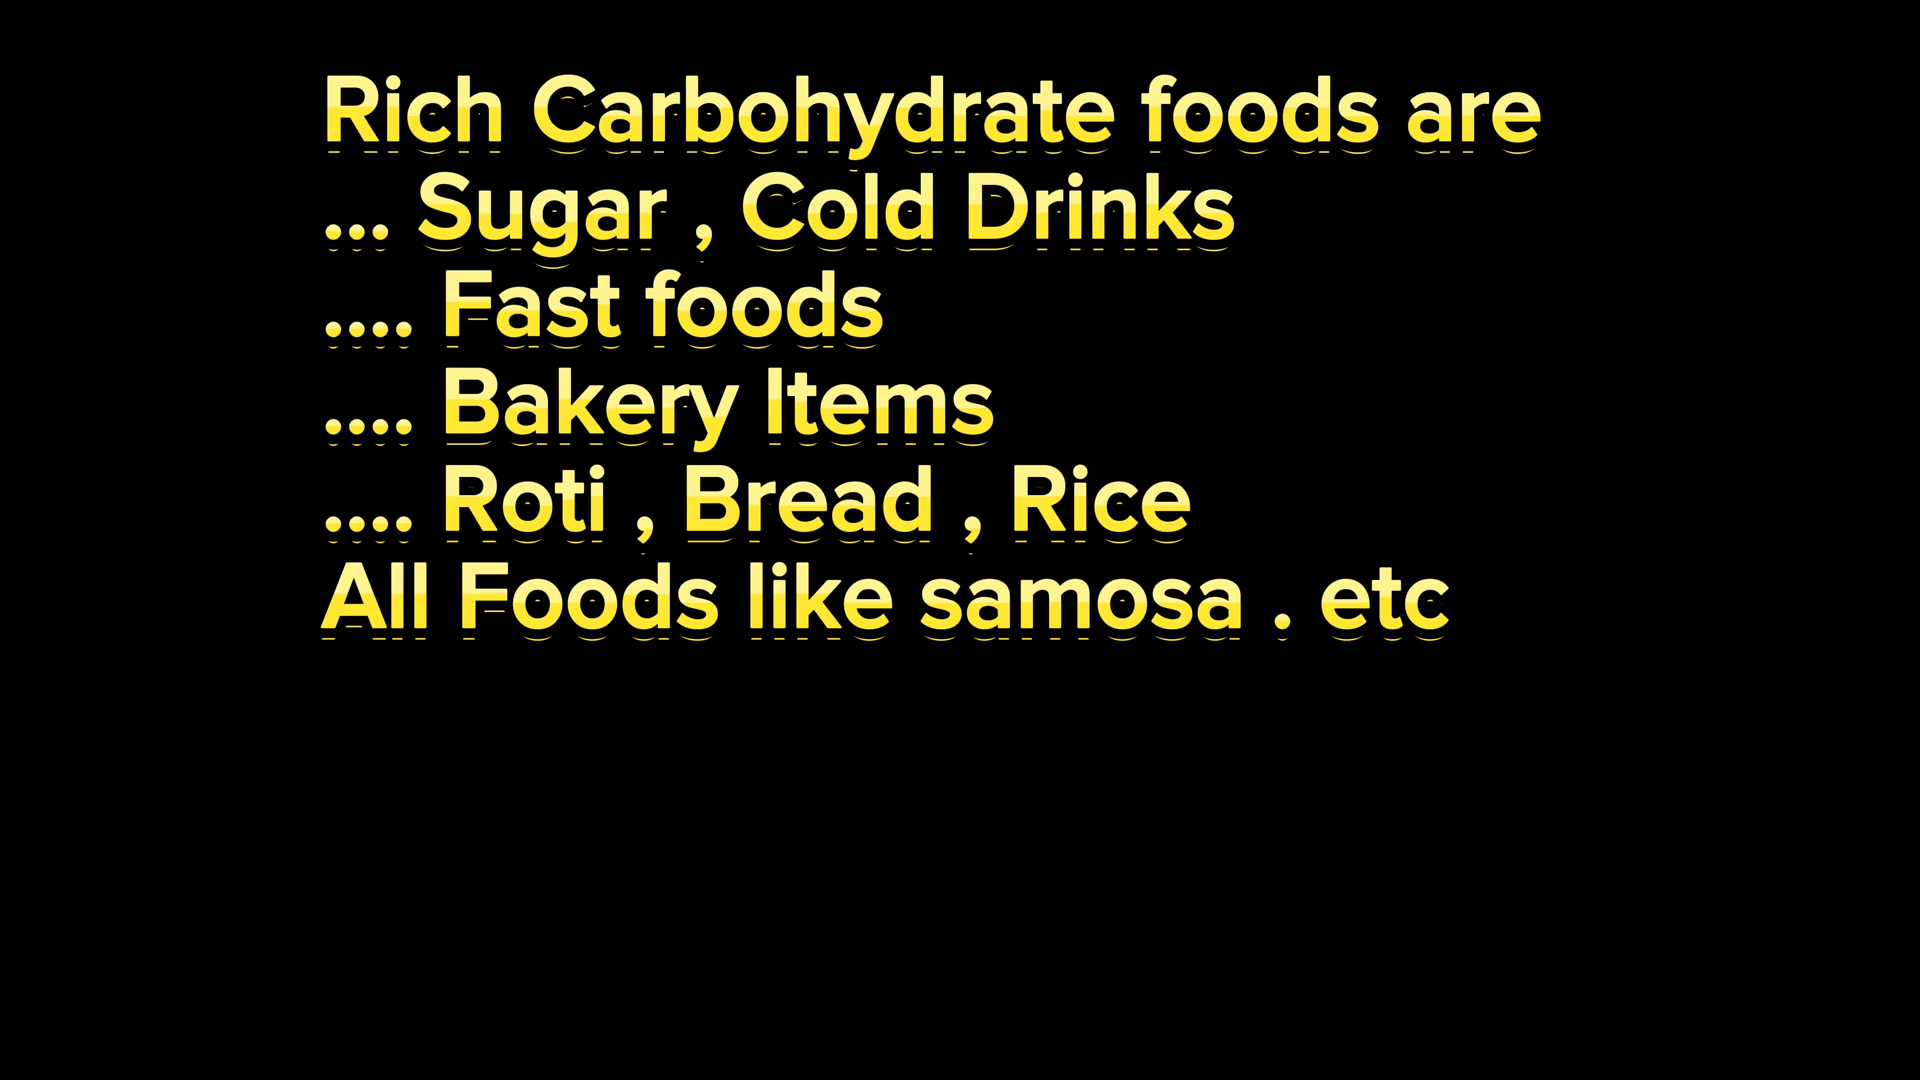 Rich Carbohydrate foods are
... Sugar , Cold Drinks
.... Fast foods
.... Bakery Items
.... Roti , Bread , Rice
All Foods like samosa . etc